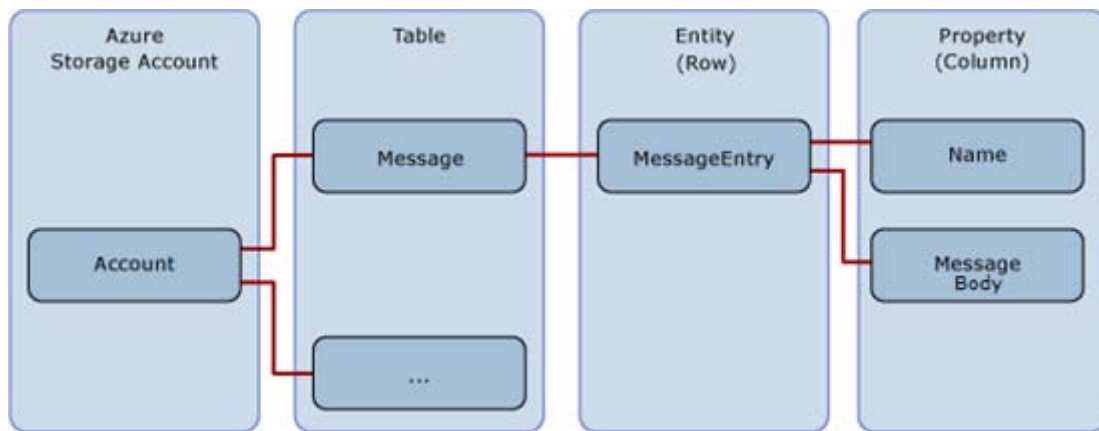 Azure
Storage Account
Table
Entity
(Row)
Property
(Column)
Message
MessageEntry
Name
Account
Message
Body
...